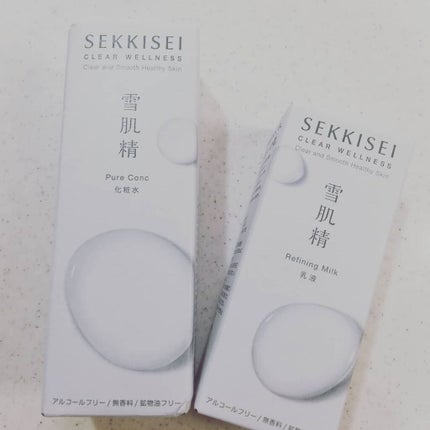 SEKKISEI
CLEAR WELLNESS
Clear and Smooth Healthy Skin
雪肌精
Pure Conc
化粧水
アルコールフリー/無香料/鉱物油フリー
SEKKISEI
CLEAR WELLNESS
Clear and Smooth Healthy Skin
雪肌精
Refining Milk
乳液
アルコールフリー/無香料/鉱